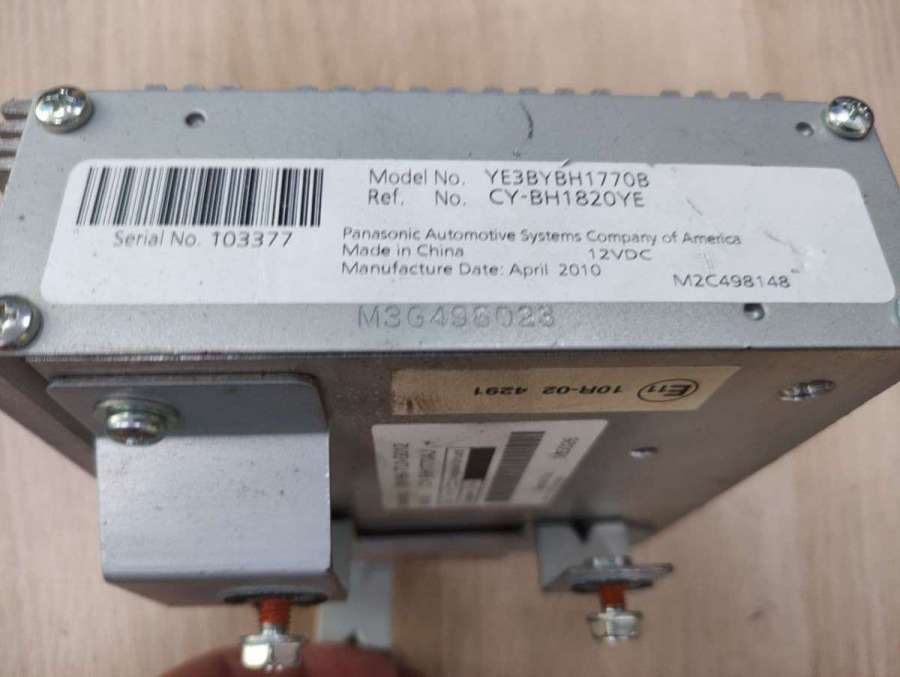 Model No. YE3BYBH1770B
Ref. No. CY-BH1820YE
Serial No. 103377
Panasonic Automotive Systems Company of America
Made in China 12VDC
Manufacture Date: April 2010
M2C498148
M3G498023
E11 10R-02 4291